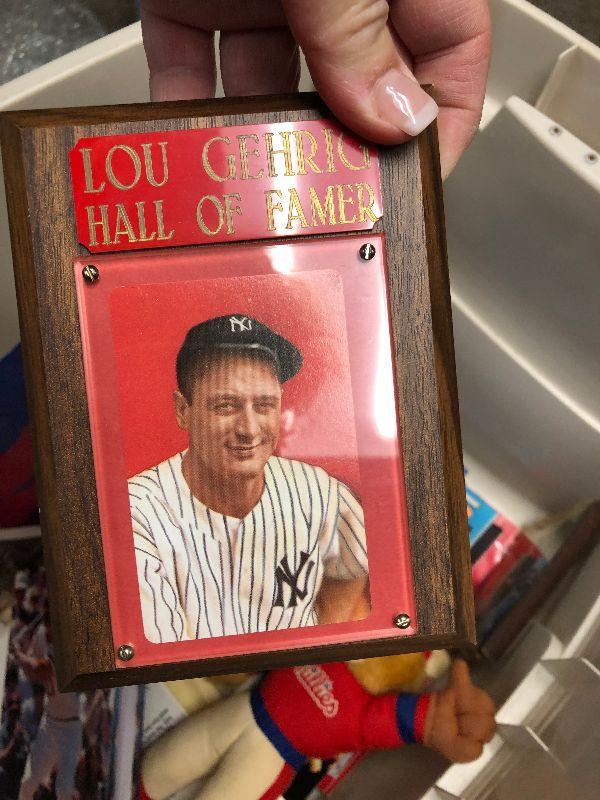 LOU GEHRIG
HALL OF FAMER
NY
NY
Phillies